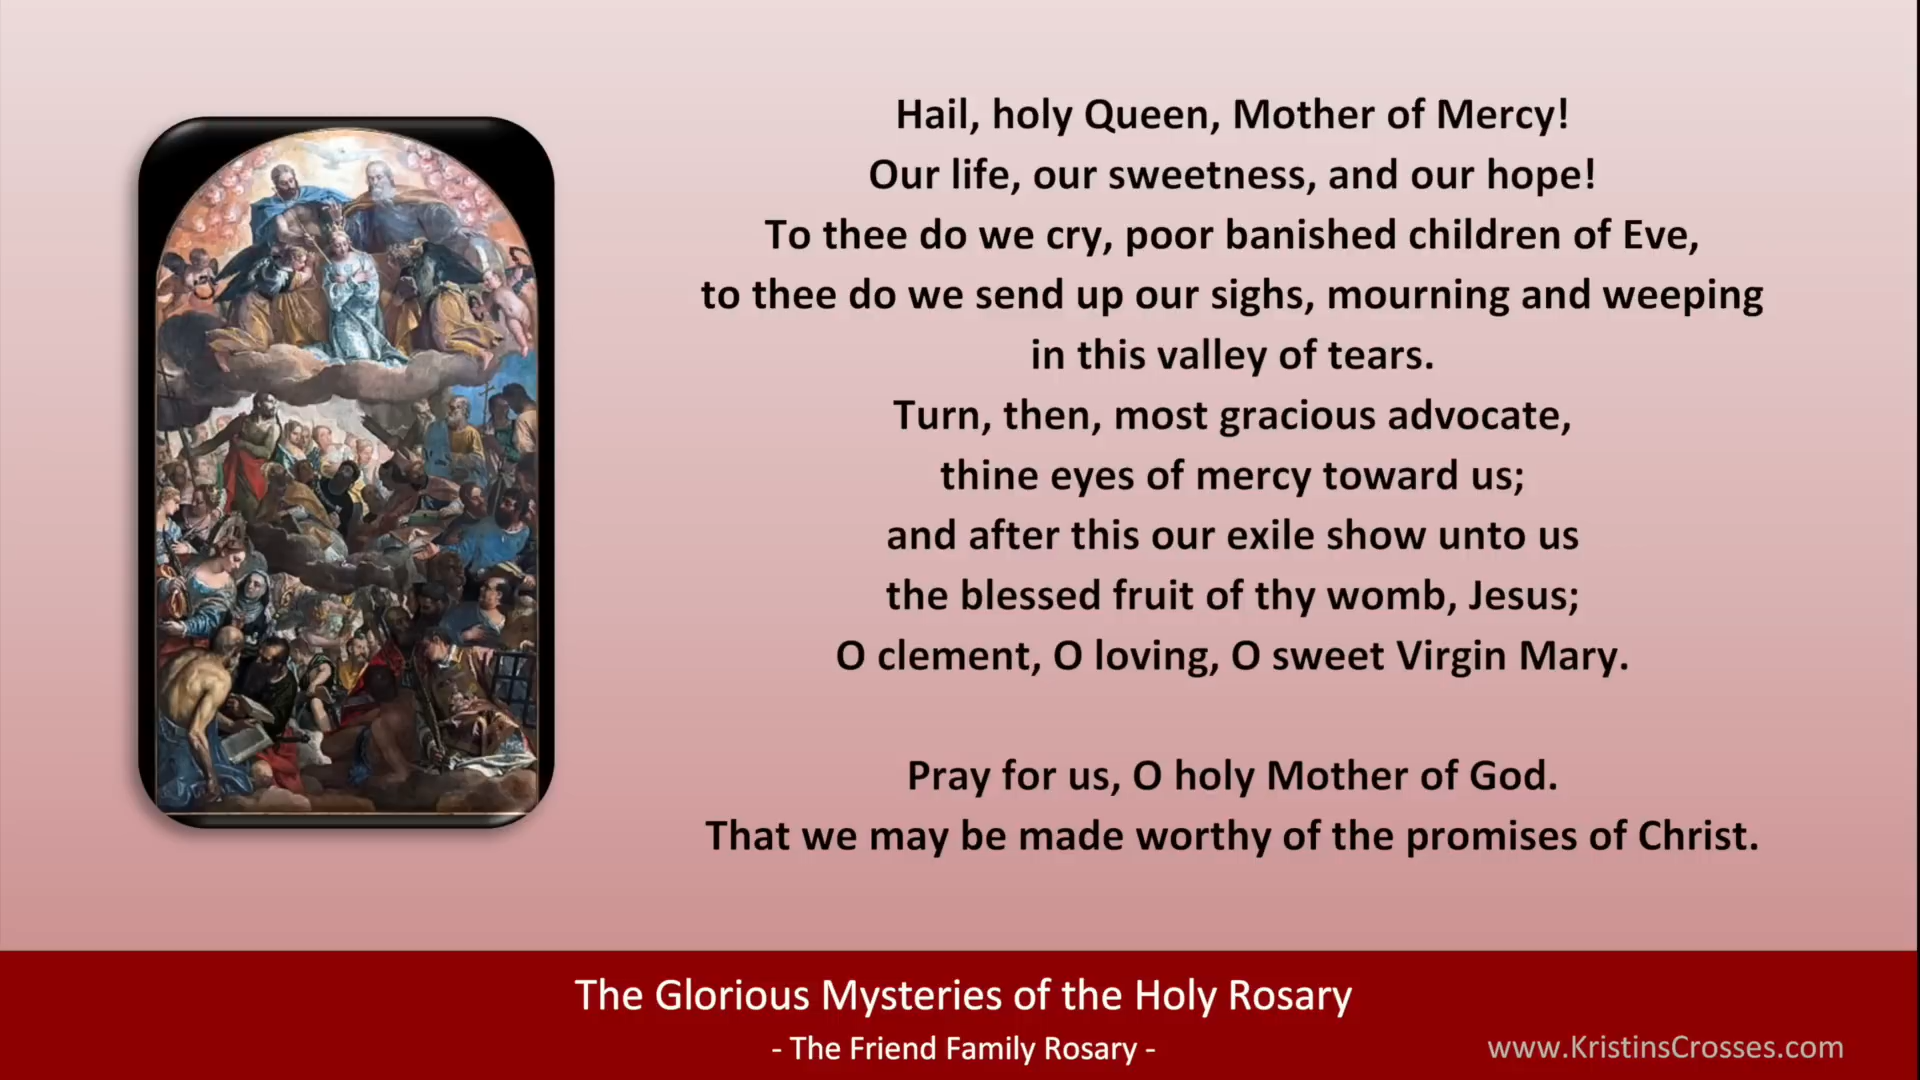 Hail, holy Queen, Mother of Mercy!
Our life, our sweetness, and our hope!
To thee do we cry, poor banished children of Eve,
to thee do we send up our sighs, mourning and weeping
in this valley of tears.
Turn, then, most gracious advocate,
thine eyes of mercy toward us;
and after this our exile show unto us
the blessed fruit of thy womb, Jesus;
O clement, O loving, O sweet Virgin Mary.
Pray for us, O holy Mother of God.
That we may be made worthy of the promises of Christ.
The Glorious Mysteries of the Holy Rosary
- The Friend Family Rosary -
www.KristinsCrosses.com